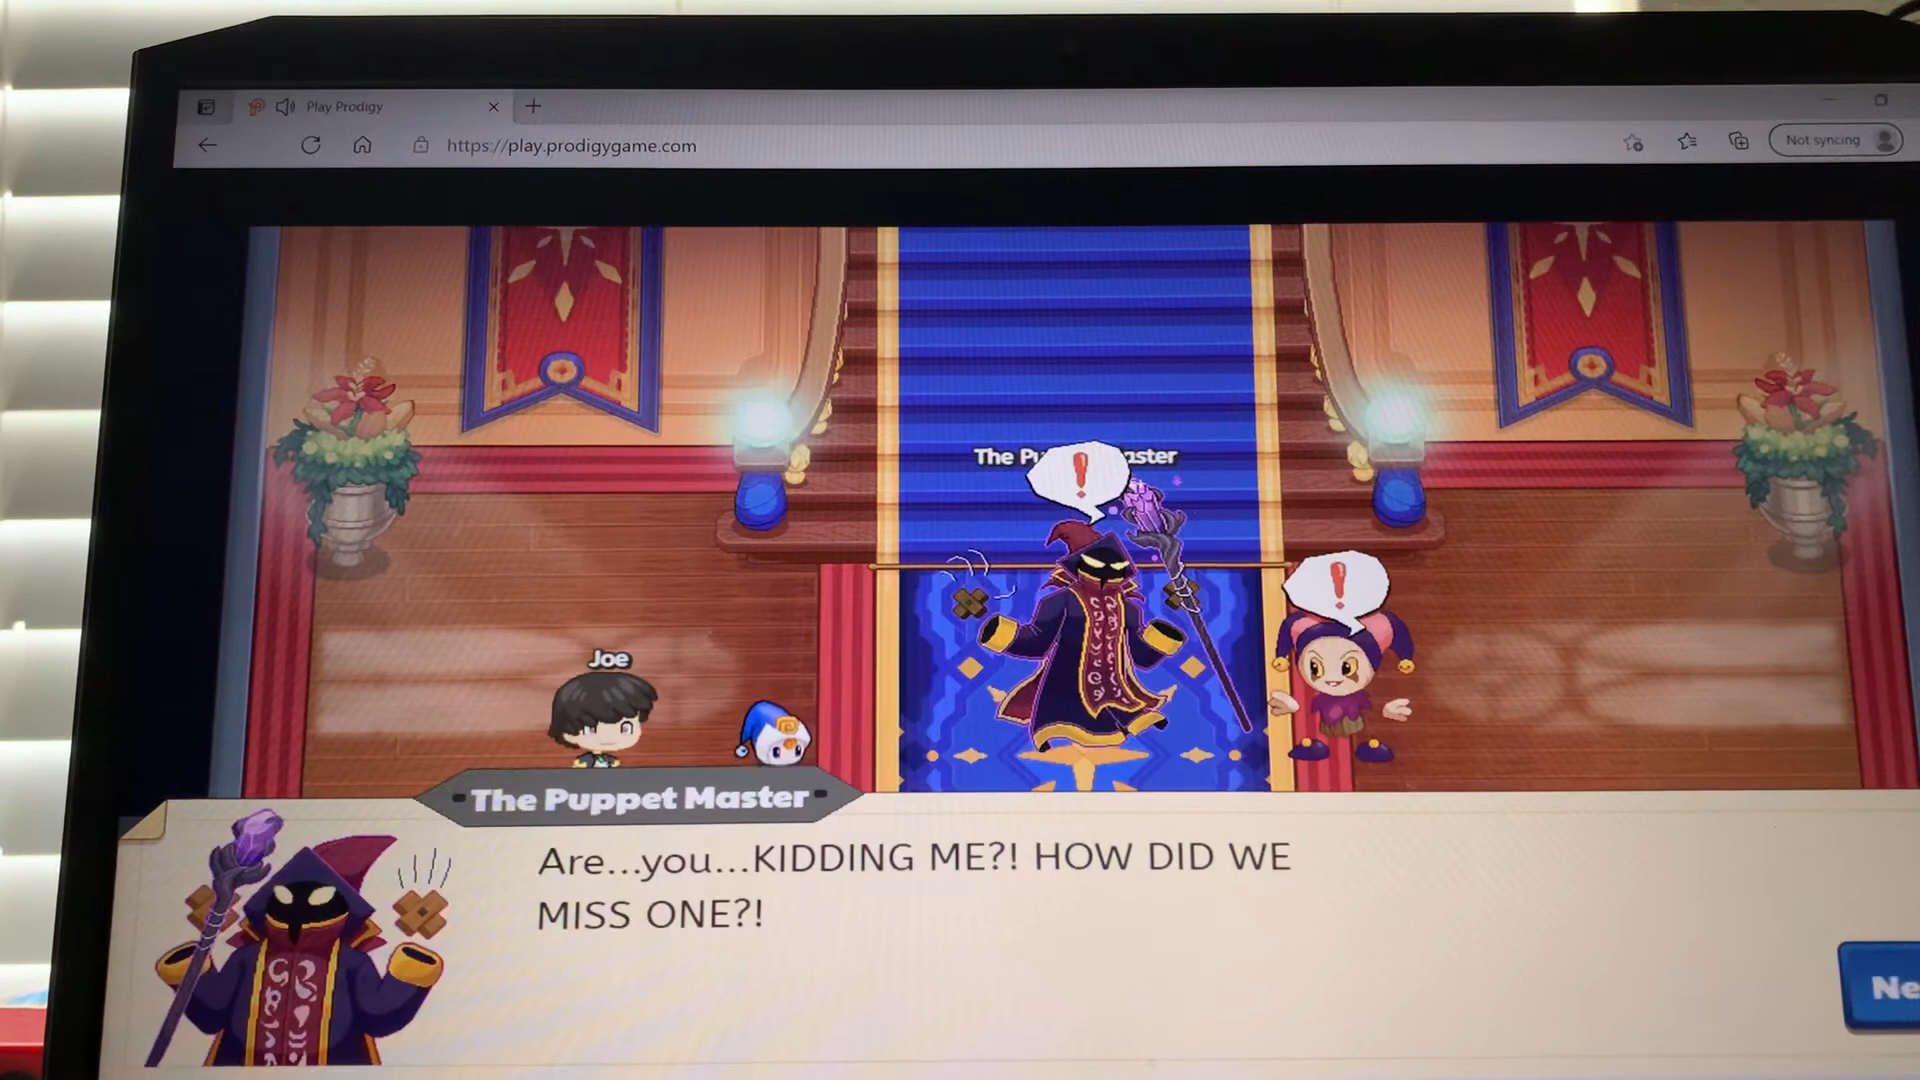 Play Prodigy
https://play.prodigygame.com
Not syncing
The Pu aster
!
!
Joe
The Puppet Master
Are...you...KIDDING ME?! HOW DID WE
MISS ONE?!
Ne